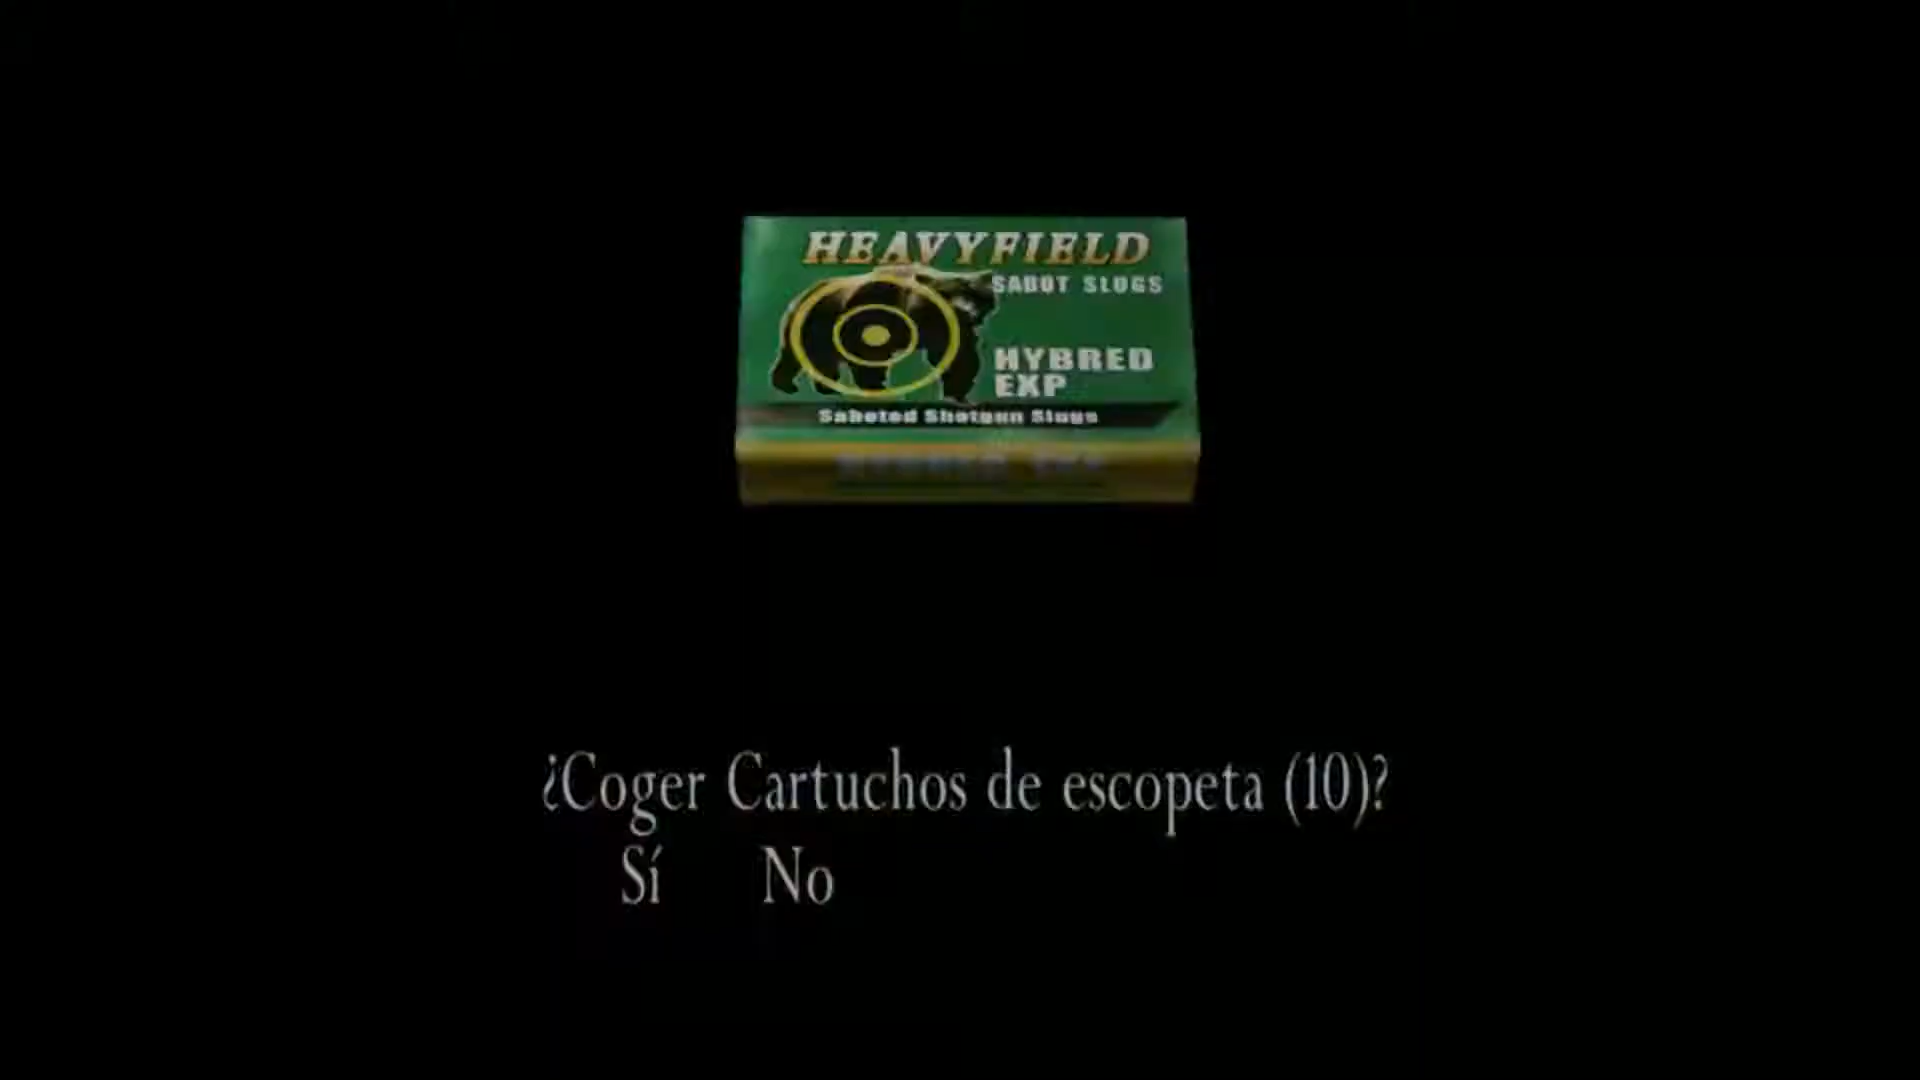 HEAVYFIELD
SABOT SLUGS
HYBRED
EXP
Saboted Shotgun Slugs
¿Coger Cartuchos de escopeta (10)?
Sí No